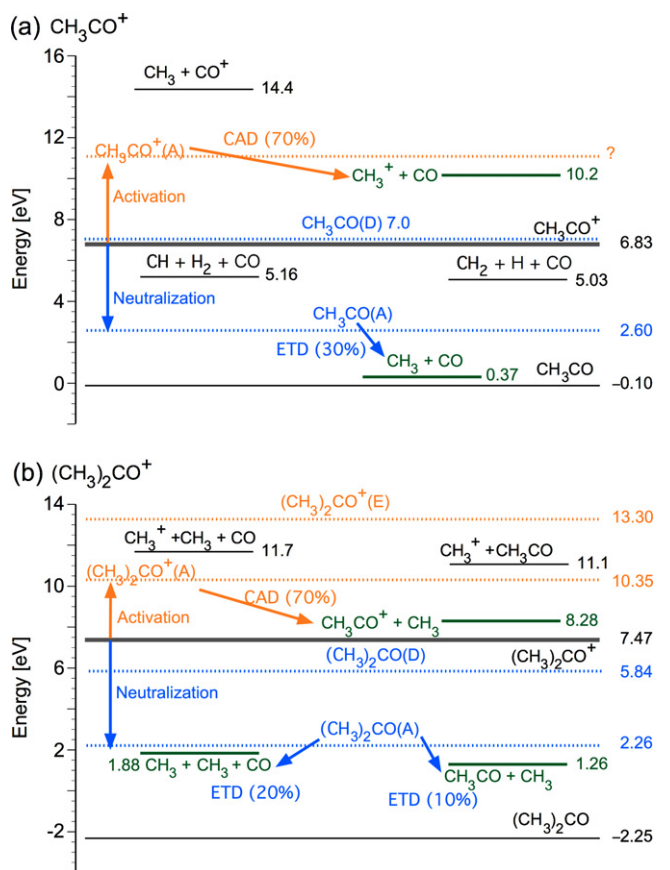 (a) CH₃CO⁺
16
CH₃ + CO⁺
14.4
12
CH₃CO⁺(A)
CAD (70%)
?
CH₃⁺ + CO
10.2
Activation
8
CH₃CO(D) 7.0
CH₃CO⁺
6.83
CH + H₂ + CO
5.16
CH₂ + H + CO
5.03
4
Neutralization
CH₃CO(A)
2.60
ETD (30%)
CH₃ + CO
0.37
CH₃CO
0
−0.10
Energy [eV]
(b) (CH₃)₂CO⁺
14
(CH₃)₂CO⁺(E)
13.30
CH₃⁺ +CH₃ + CO
11.7
CH₃⁺ +CH₃CO
11.1
(CH₃)₂CO⁺(A)
10.35
10
CAD (70%)
Activation
CH₃CO⁺ + CH₃
8.28
7.47
(CH₃)₂CO(D)
(CH₃)₂CO⁺
6
5.84
Neutralization
(CH₃)₂CO(A)
2.26
2
1.88 CH₃ + CH₃ + CO
1.26
CH₃CO + CH₃
ETD (20%)
ETD (10%)
(CH₃)₂CO
-2
−2.25
Energy [eV]